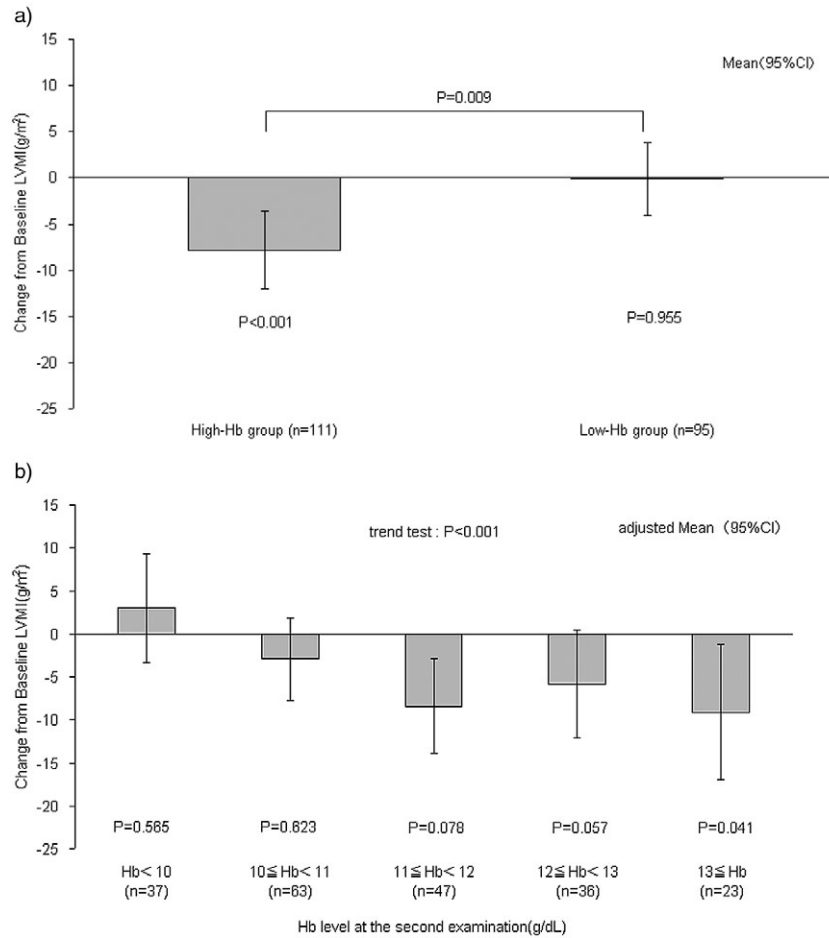 a)
15
10
5
0
-5
-10
-15
-20
-25
Change from Baseline LVMI(g/m²)
Mean(95%CI)
P=0.009
P<0.001
P=0.955
High-Hb group (n=111)
Low-Hb group (n=95)
b)
15
10
5
0
-5
-10
-15
-20
-25
Change from Baseline LVMI(g/m²)
trend test : P<0.001
adjusted Mean (95%CI)
P=0.565
P=0.623
P=0.078
P=0.057
P=0.041
Hb< 10
(n=37)
10≦Hb< 11
(n=63)
11≦Hb< 12
(n=47)
12≦Hb< 13
(n=36)
13≦Hb
(n=23)
Hb level at the second examination(g/dL)